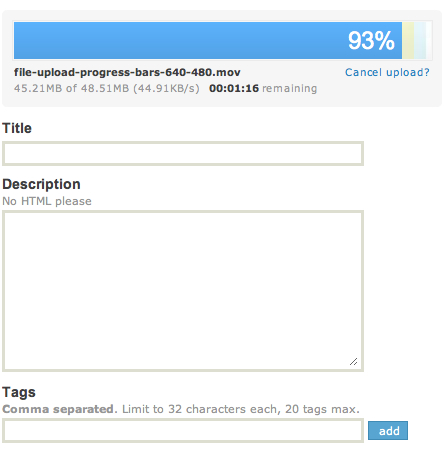 93%
file-upload-progress-bars-640-480.mov Cancel upload?
45.21MB of 48.51MB (44.91KB/s) 00:01:16 remaining
Title
Description
No HTML please
Tags
Comma separated. Limit to 32 characters each, 20 tags max.
add